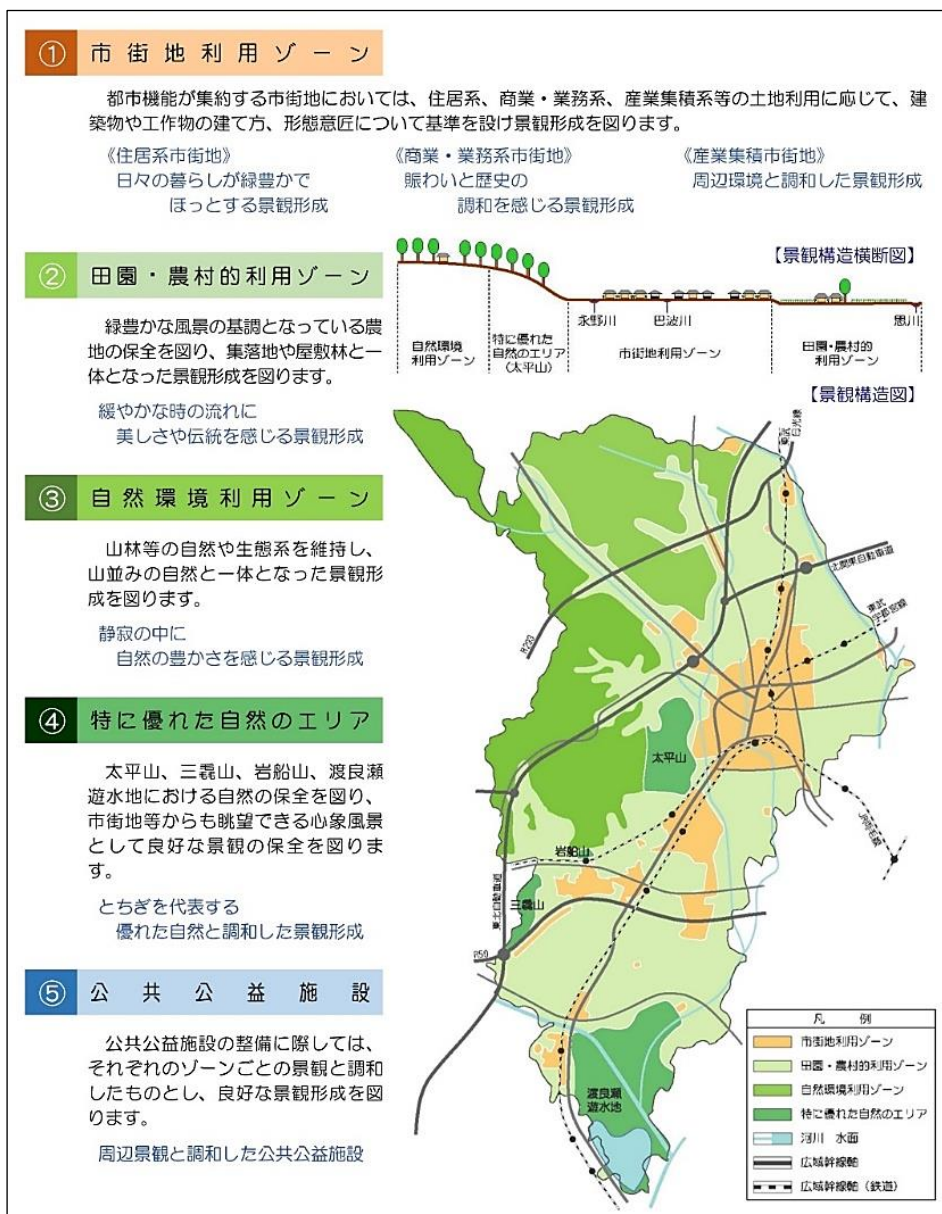 ① 市街地利用ゾーン
都市機能が集約する市街地においては、住居系、商業・業務系、産業集積系等の土地利用に応じて、建
築物や工作物の建て方、形態意匠について基準を設け景観形成を図ります。
《住居系市街地》
日々の暮らしが緑豊かで
ほっとする景観形成
《商業・業務系市街地》
賑わいと歴史の
調和を感じる景観形成
《産業集積市街地》
周辺環境と調和した景観形成
② 田園・農村的利用ゾーン
緑豊かな風景の基調となっている農
地の保全を図り、集落地や屋敷林と一
体となった景観形成を図ります。
緩やかな時の流れに
美しさや伝統を感じる景観形成
③ 自然環境利用ゾーン
山林等の自然や生態系を維持し、
山並みの自然と一体となった景観形
成を図ります。
静寂の中に
自然の豊かさを感じる景観形成
④ 特に優れた自然のエリア
太平山、三毳山、岩船山、渡良瀬
遊水地における自然の保全を図り、
市街地等からも眺望できる心象風景
として良好な景観の保全を図りま
す。
とちぎを代表する
優れた自然と調和した景観形成
⑤ 公共公益施設
公共公益施設の整備に際しては、
それぞれのゾーンごとの景観と調和
したものとし、良好な景観形成を図
ります。
周辺景観と調和した公共公益施設
【景観構造横断図】
永野川
巴波川
思川
自然環境
利用ゾーン
特に優れた
自然のエリア
(太平山)
市街地利用ゾーン
田園・農村的
利用ゾーン
【景観構造図】
東武
日光線
北関東自動車道
東武
宇都宮線
R293
太平山
JR両毛線
岩船山
東北自動車道
三毳山
R50
渡良瀬
遊水地
凡 例
市街地利用ゾーン
田園・農村的利用ゾーン
自然環境利用ゾーン
特に優れた自然のエリア
河川 水面
広域幹線軸
広域幹線軸(鉄道)